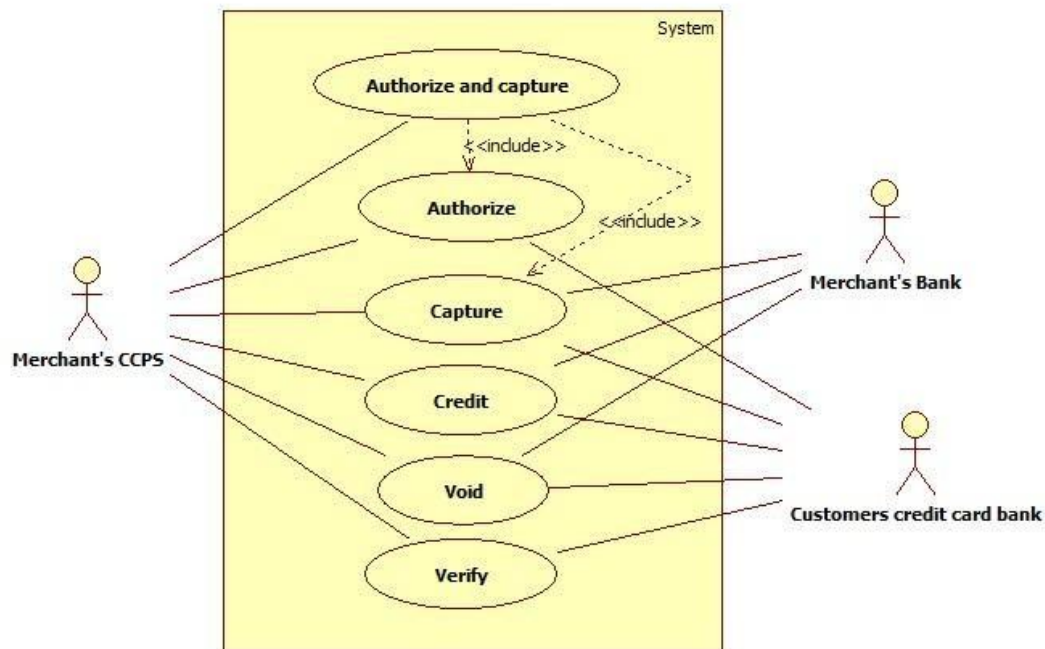 System
Authorize and capture
<<include>>
Authorize
<<include>>
Merchant's Bank
Capture
Merchant's CCPS
Credit
Void
Customers credit card bank
Verify